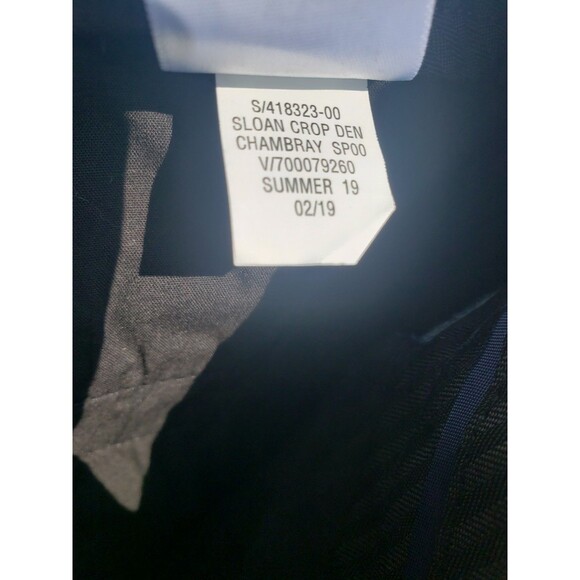 S/418323-00
SLOAN CROP DEN
CHAMBRAY SP00
V/700079260
SUMMER 19
02/19